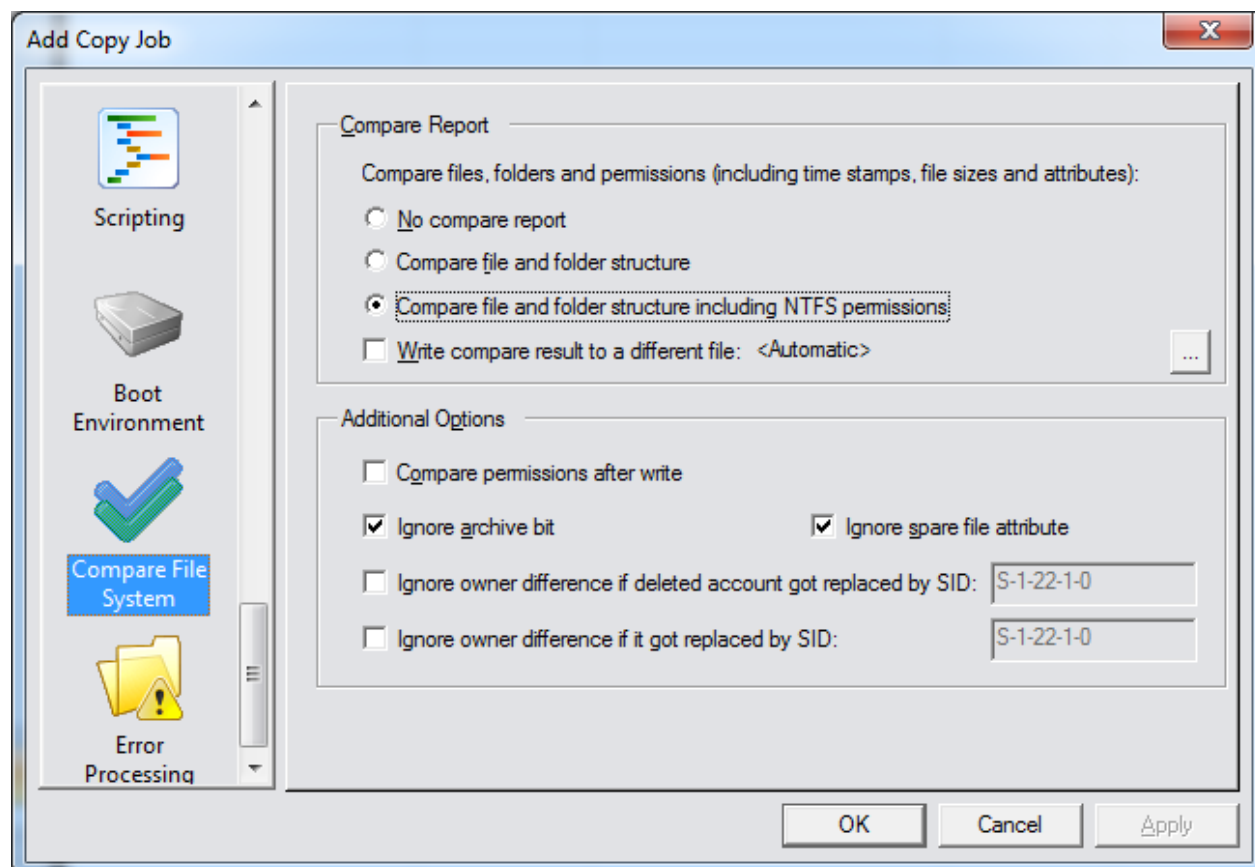 Add Copy Job
Scripting
Boot
Environment
Compare File
System
Error
Processing
Compare Report
Compare files, folders and permissions (including time stamps, file sizes and attributes):
No compare report
Compare file and folder structure
Compare file and folder structure including NTFS permissions
Write compare result to a different file: <Automatic>
...
Additional Options
Compare permissions after write
Ignore archive bit
Ignore spare file attribute
Ignore owner difference if deleted account got replaced by SID: S-1-22-1-0
Ignore owner difference if it got replaced by SID: S-1-22-1-0
OK
Cancel
Apply